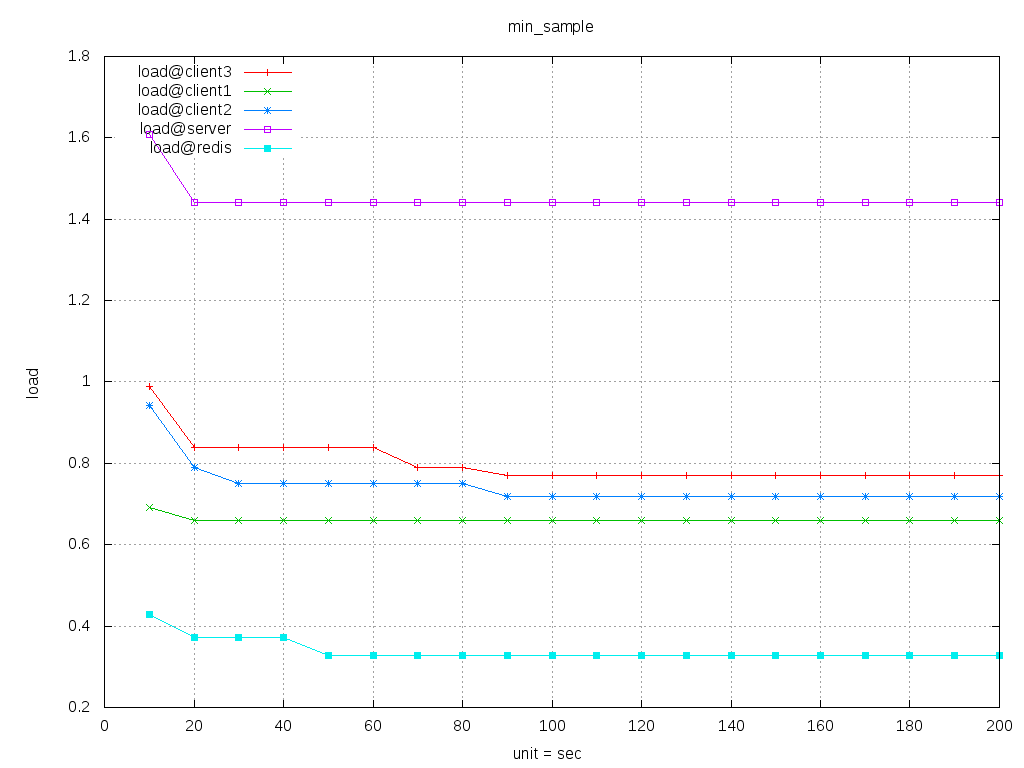 min_sample
1.8
1.6
1.4
1.2
1
0.8
0.6
0.4
0.2
load
load@client3
load@client1
load@client2
load@server
load@redis
0 20 40 60 80 100 120 140 160 180 200
unit = sec